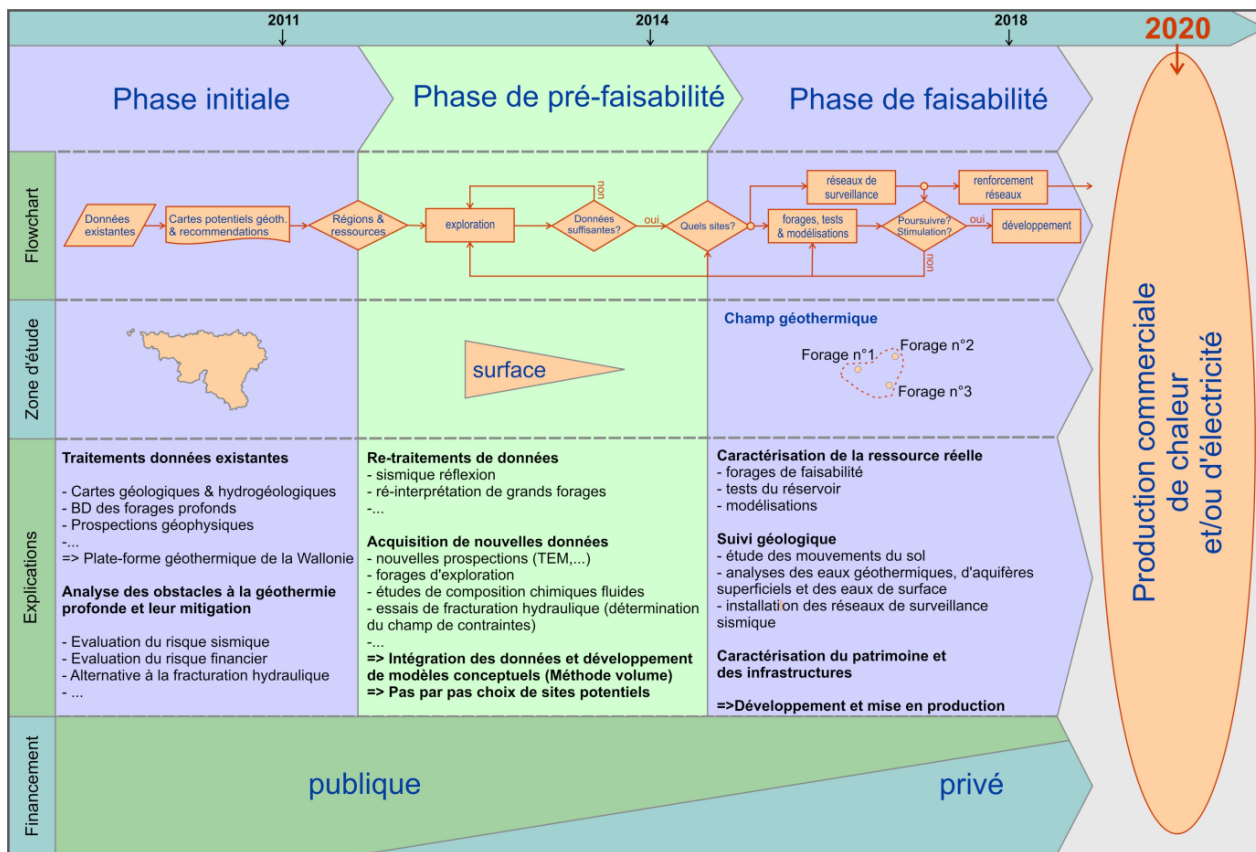 2011
2014
2018
2020
Phase initiale
Phase de pré-faisabilité
Phase de faisabilité
Flowchart
Données
existantes
Cartes potentiels géoth.
& recommendations
Régions &
ressources
exploration
non
Données
suffisantes?
oui
Quels sites?
réseaux de
surveillance
forages, tests
& modélisations
Poursuivre?
Stimulation?
oui
non
renforcement
réseaux
développement
Zone d'étude
surface
Champ géothermique
Forage n°1
Forage n°2
Forage n°3
Explications
Traitements données existantes
- Cartes géologiques & hydrogéologiques
- BD des forages profonds
- Prospections géophysiques
-...
=> Plate-forme géothermique de la Wallonie
Analyse des obstacles à la géothermie
profonde et leur mitigation
- Evaluation du risque sismique
- Evaluation du risque financier
- Alternative à la fracturation hydraulique
- ...
Re-traitements de données
- sismique réflexion
- ré-interprétation de grands forages
-...
Acquisition de nouvelles données
- nouvelles prospections (TEM,...)
- forages d'exploration
- études de composition chimiques fluides
- essais de fracturation hydraulique (détermination
du champ de contraintes)
-...
=> Intégration des données et développement
de modèles conceptuels (Méthode volume)
=> Pas par pas choix de sites potentiels
Caractérisation de la ressource réelle
- forages de faisabilité
- tests du réservoir
- modélisations
Suivi géologique
- étude des mouvements du sol
- analyses des eaux géothermiques, d'aquifères
superficiels et des eaux de surface
- installation des réseaux de surveillance
sismique
Caractérisation du patrimoine et
des infrastructures
=>Développement et mise en production
Financement
publique
privé
Production commerciale
de chaleur
et/ou d'électricité